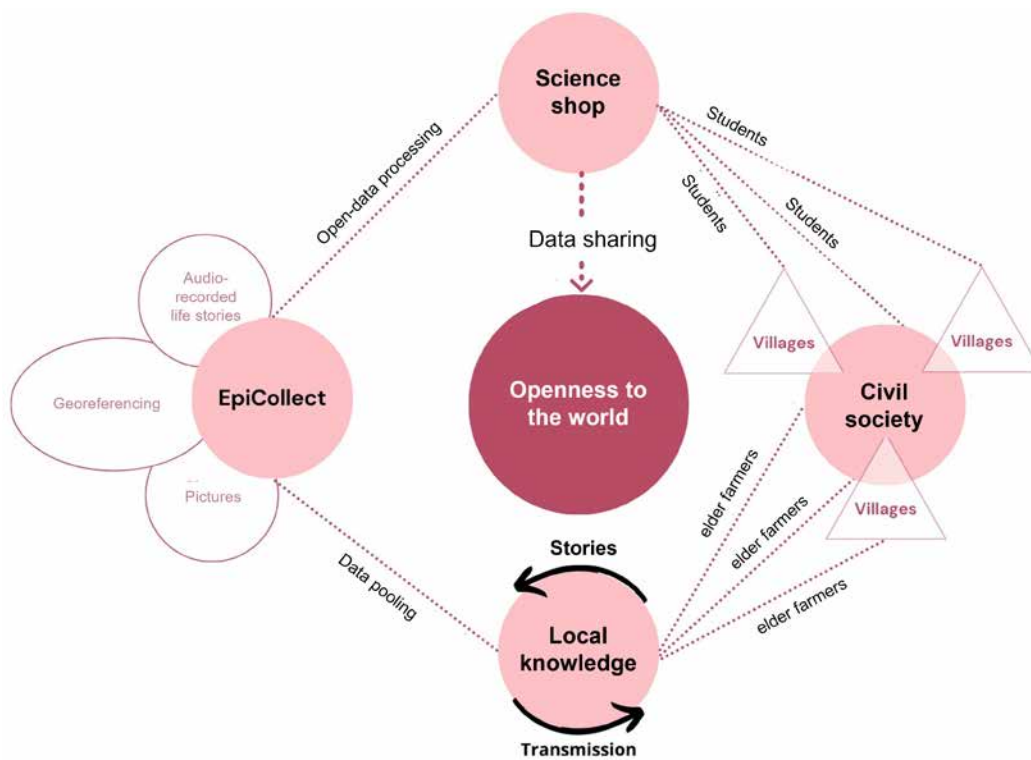 Science
shop
Students
Students
Students
Open-data processing
Data sharing
Audio-
recorded
life stories
Georeferencing
EpiCollect
Pictures
Openness to
the world
Villages
Villages
Civil
society
Villages
elder farmers
elder farmers
elder farmers
Data pooling
Stories
Local
knowledge
Transmission